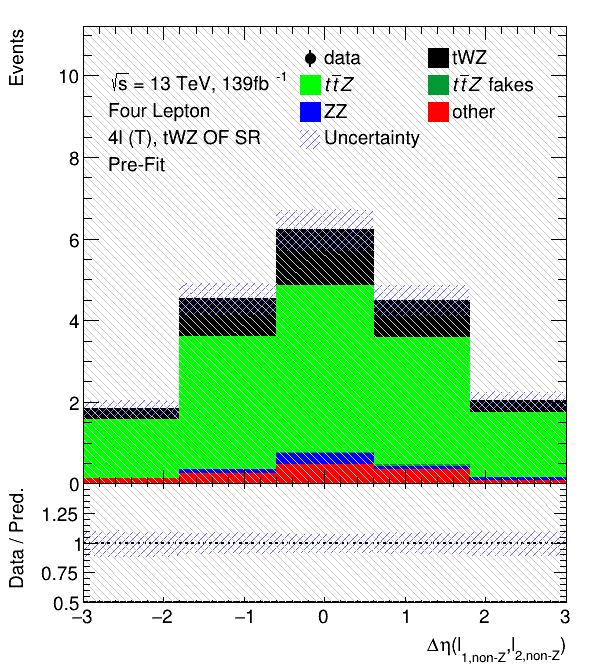 Events
10
8
6
4
2
0
√s = 13 TeV, 139fb⁻¹
Four Lepton
4l (T), tWZ OF SR
Pre-Fit
data
tWZ
tt̄Z
tt̄Z fakes
ZZ
other
Uncertainty
Data / Pred.
1.25
1
0.75
0.5
−3 −2 −1 0 1 2 3
Δη(l₁,non-Z,l₂,non-Z)